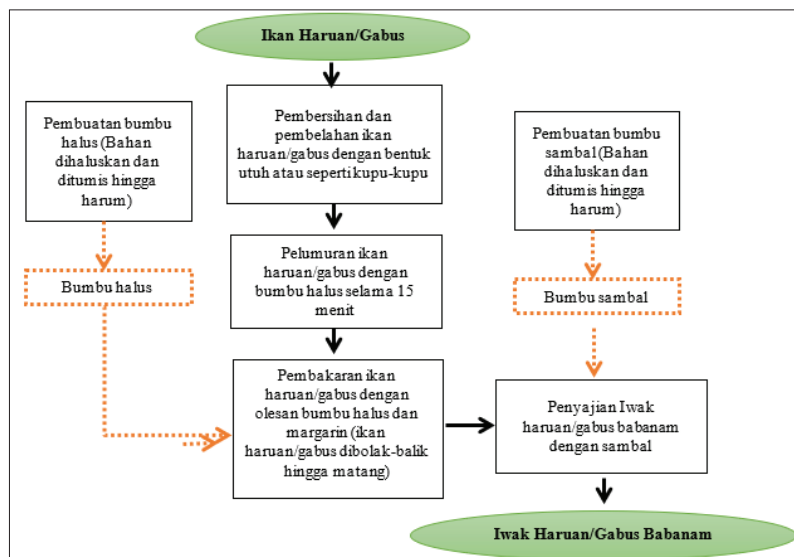 Ikan Haruan/Gabus
Pembuatan bumbu
halus (Bahan
dihaluskan dan
ditumis hingga
harum)
Pembersihan dan
pembelahan ikan
haruan/gabus dengan bentuk
utuh atau seperti kupu-kupu
Pembuatan bumbu
sambal (Bahan
dihaluskan dan
ditumis hingga
harum)
Pelumuran ikan
haruan/gabus dengan
bumbu halus selama 15
menit
Bumbu halus
Bumbu sambal
Pembakaran ikan
haruan/gabus dengan
olesan bumbu halus dan
margarin (ikan
haruan/gabus dibolak-balik
hingga matang)
Penyajian Iwak
haruan/gabus babanam
dengan sambal
Iwak Haruan/Gabus Babanam